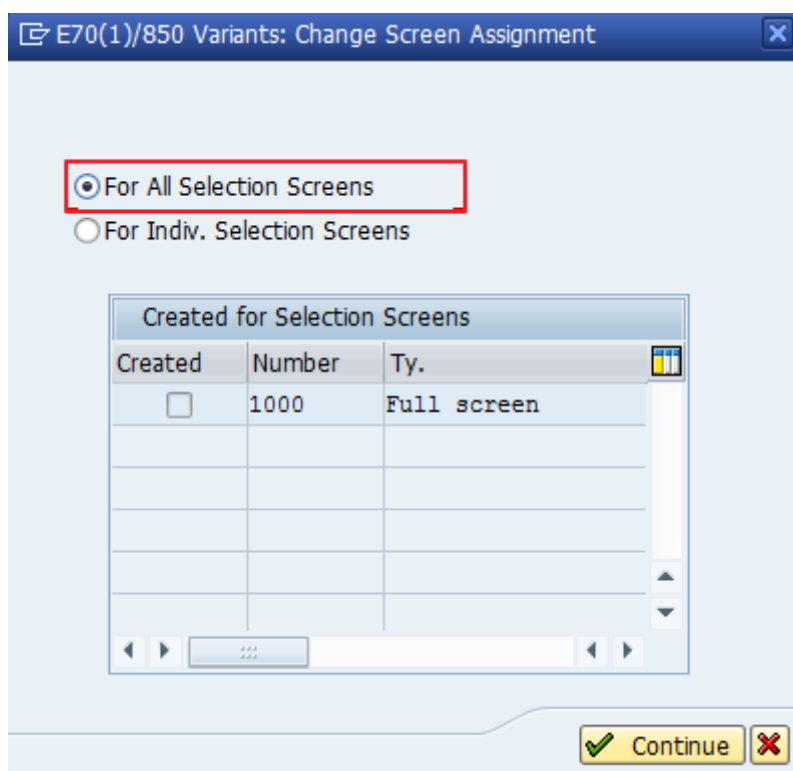 E70(1)/850 Variants: Change Screen Assignment
For All Selection Screens
For Indiv. Selection Screens
Created for Selection Screens
Created Number Ty.
1000 Full screen
Continue